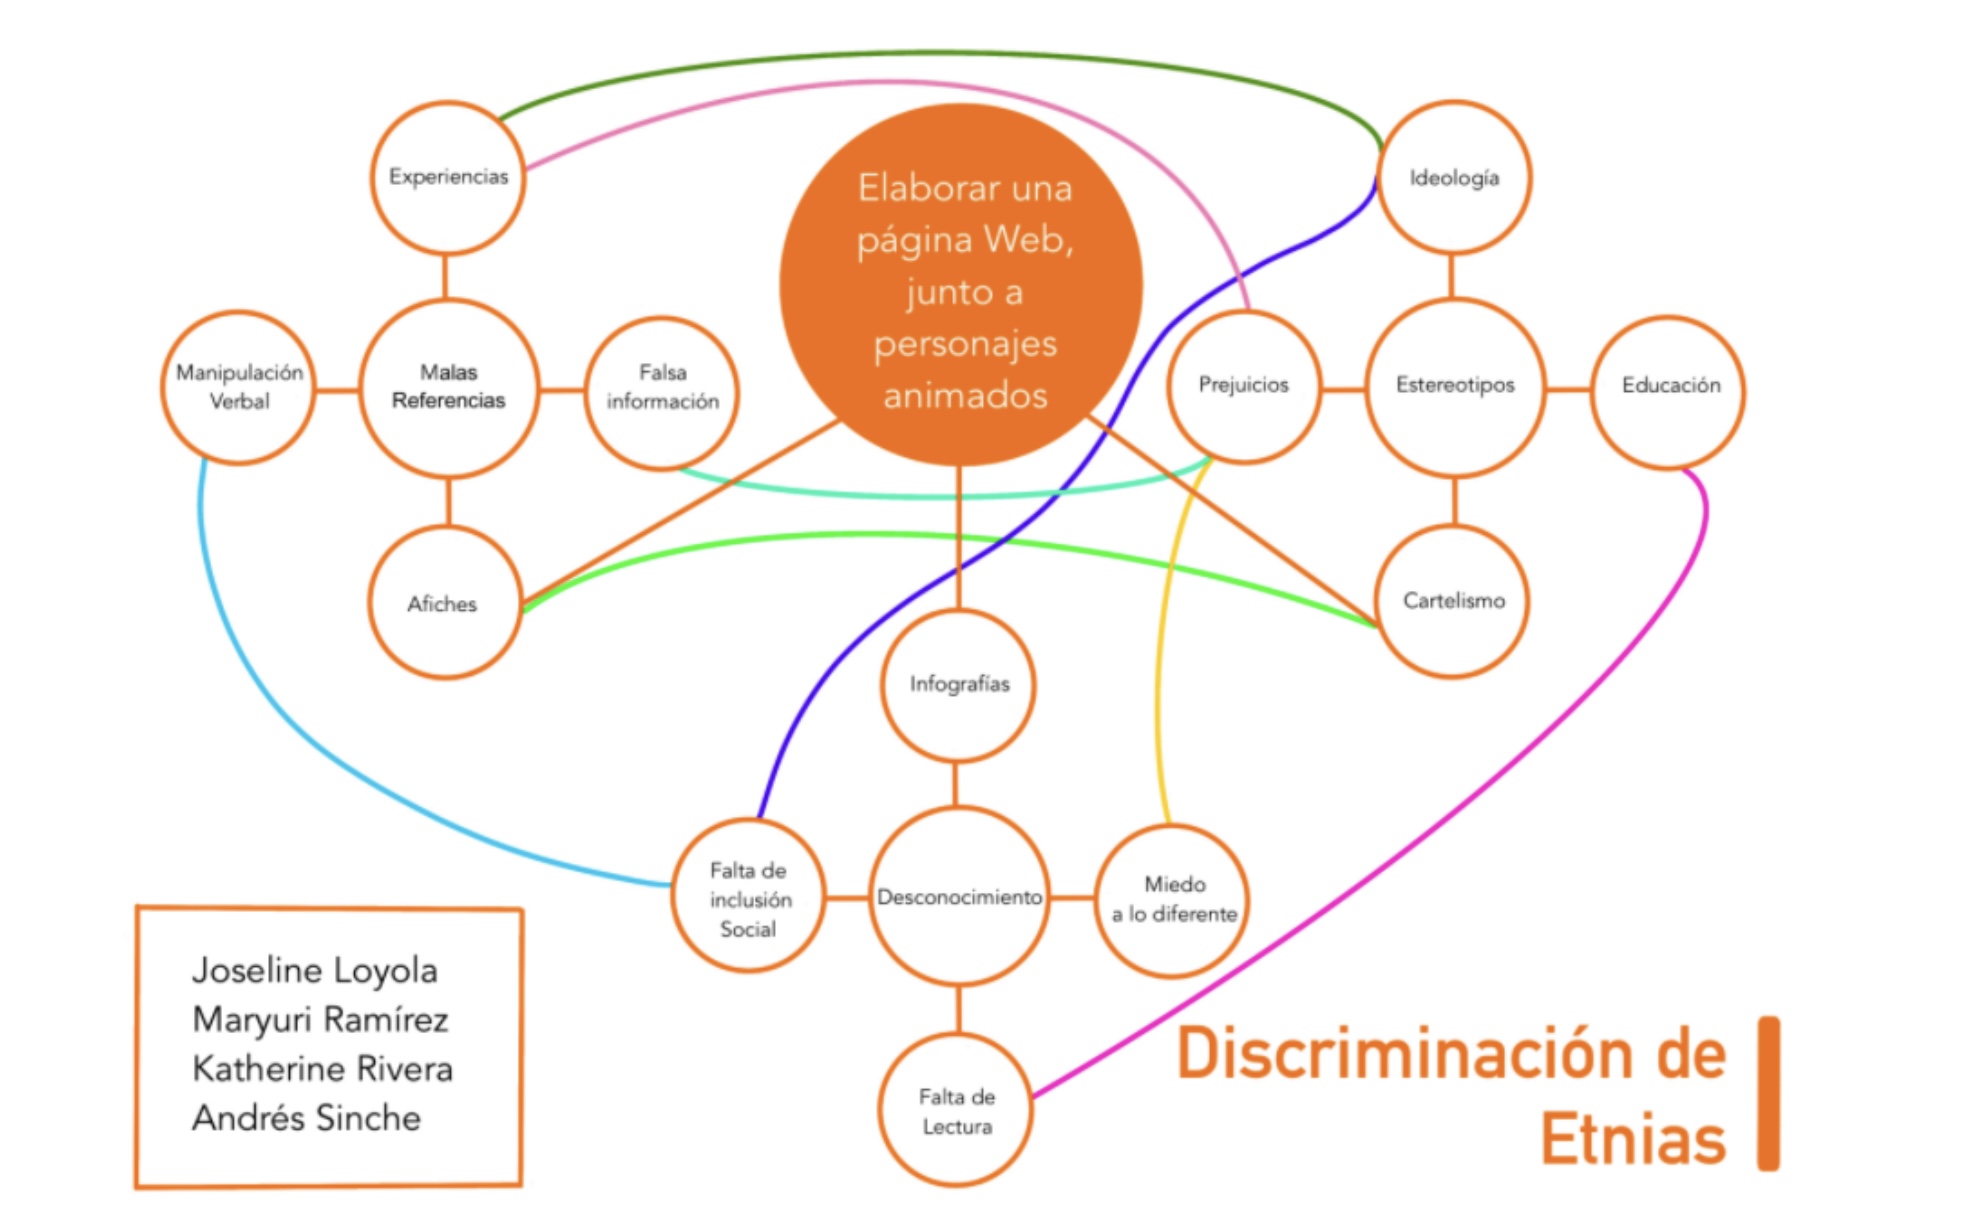 Elaborar una
página Web,
junto a
personajes
animados
Experiencias
Manipulación
Verbal
Malas
Referencias
Falsa
información
Afiches
Ideología
Prejuicios
Estereotipos
Educación
Cartelismo
Infografías
Falta de
inclusión
Social
Desconocimiento
Miedo
a lo diferente
Falta de
Lectura
Joseline Loyola
Maryuri Ramírez
Katherine Rivera
Andrés Sinche
Discriminación de
Etnias